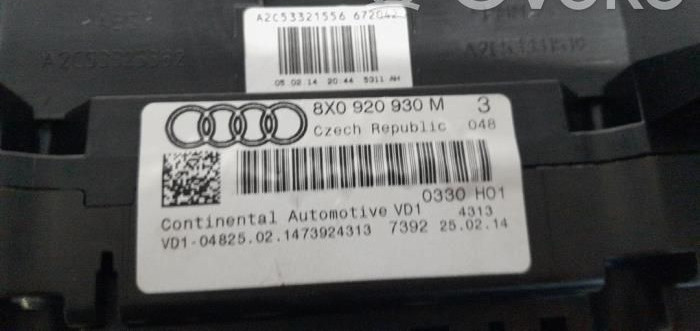 A2C53321556 672042
05.02.14 20:44 5311 AH
8X0 920 930 M 3
Czech Republic 048
0330 H01
Continental Automotive VD1 4313
VD1-04825.02.1473924313 7392 25.02.14